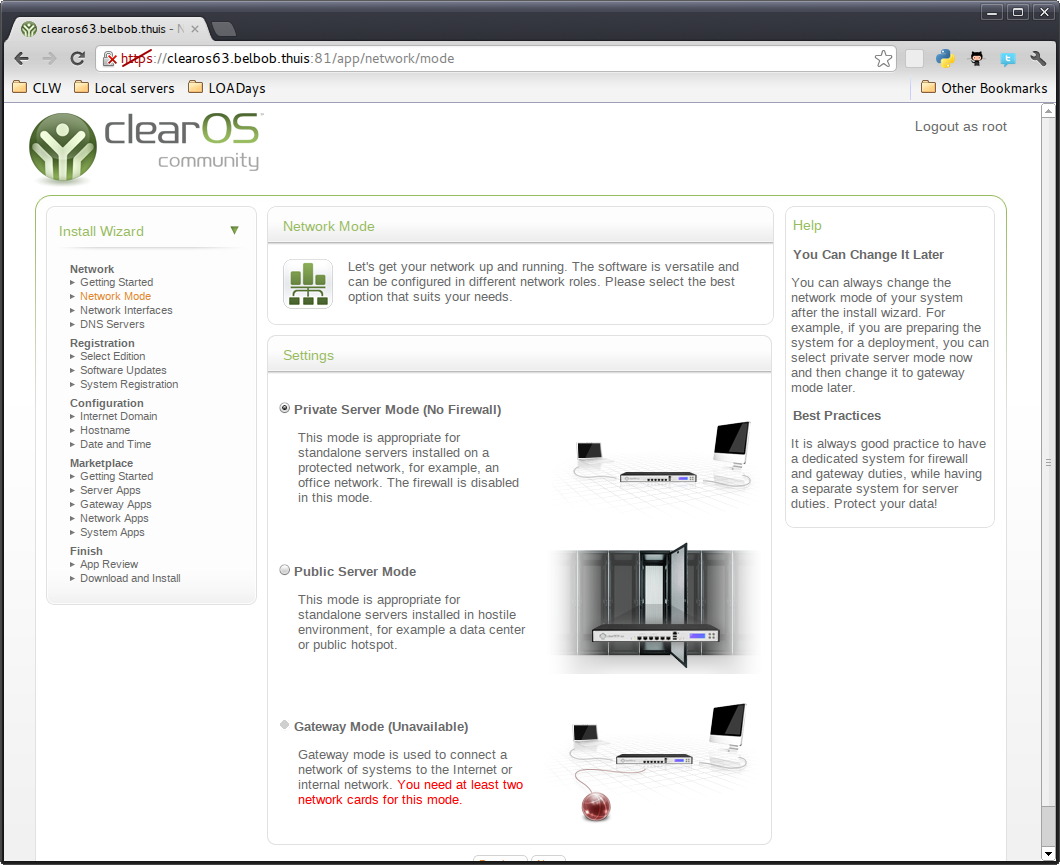 clearos63.belbob.thuis - N
https://clearos63.belbob.thuis:81/app/network/mode
CLW
Local servers
LOADays
Other Bookmarks
clearOS
community
Logout as root
Install Wizard
Network
Getting Started
Network Mode
Network Interfaces
DNS Servers
Registration
Select Edition
Software Updates
System Registration
Configuration
Internet Domain
Hostname
Date and Time
Marketplace
Getting Started
Server Apps
Gateway Apps
Network Apps
System Apps
Finish
App Review
Download and Install
Network Mode
Let's get your network up and running. The software is versatile and
can be configured in different network roles. Please select the best
option that suits your needs.
Settings
Private Server Mode (No Firewall)
This mode is appropriate for
standalone servers installed on a
protected network, for example, an
office network. The firewall is disabled
in this mode.
Public Server Mode
This mode is appropriate for
standalone servers installed in hostile
environment, for example a data center
or public hotspot.
Gateway Mode (Unavailable)
Gateway mode is used to connect a
network of systems to the Internet or
internal network. You need at least two
network cards for this mode.
Help
You Can Change It Later
You can always change the
network mode of your system
after the install wizard. For
example, if you are preparing the
system for a deployment, you can
select private server mode now
and then change it to gateway
mode later.
Best Practices
It is always good practice to have
a dedicated system for firewall
and gateway duties, while having
a separate system for server
duties. Protect your data!